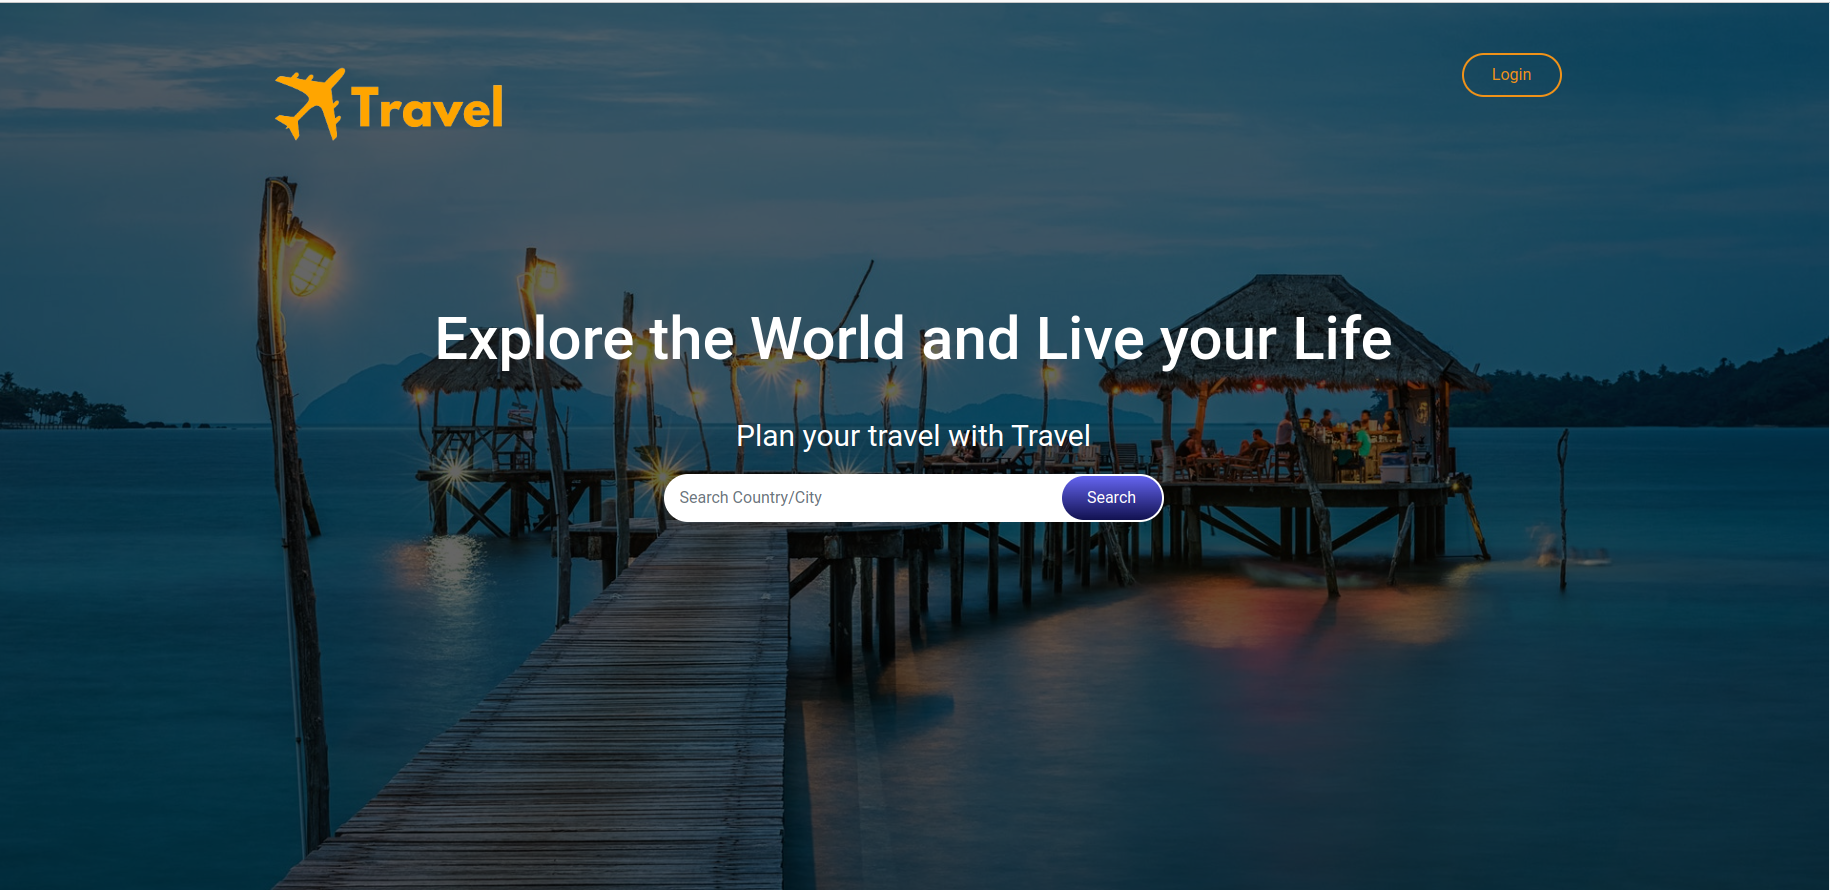 Travel
Login
Explore the World and Live your Life
Plan your travel with Travel
Search Country/City
Search